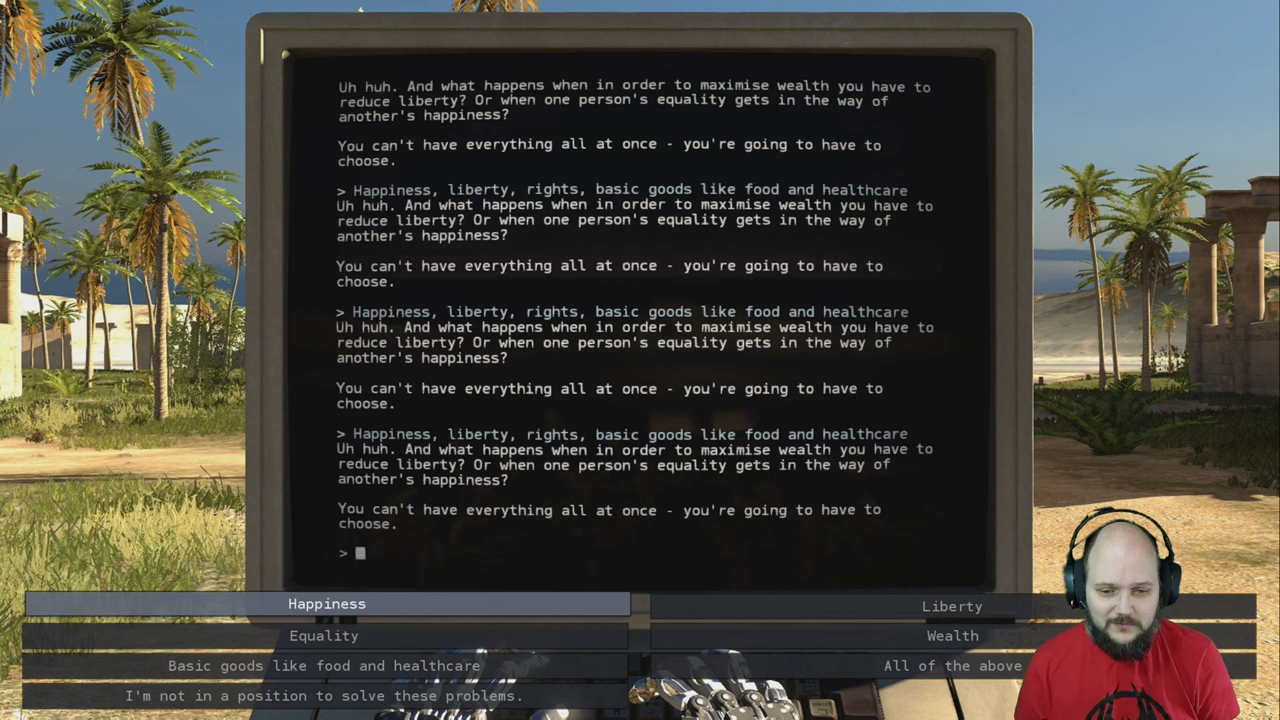 Uh huh. And what happens when in order to maximise wealth you have to
reduce liberty? Or when one person's equality gets in the way of
another's happiness?
You can't have everything all at once - you're going to have to
choose.
> Happiness, liberty, rights, basic goods like food and healthcare
Uh huh. And what happens when in order to maximise wealth you have to
reduce liberty? Or when one person's equality gets in the way of
another's happiness?
You can't have everything all at once - you're going to have to
choose.
> Happiness, liberty, rights, basic goods like food and healthcare
Uh huh. And what happens when in order to maximise wealth you have to
reduce liberty? Or when one person's equality gets in the way of
another's happiness?
You can't have everything all at once - you're going to have to
choose.
> Happiness, liberty, rights, basic goods like food and healthcare
Uh huh. And what happens when in order to maximise wealth you have to
reduce liberty? Or when one person's equality gets in the way of
another's happiness?
You can't have everything all at once - you're going to have to
choose.
>
Happiness
Liberty
Equality
Wealth
Basic goods like food and healthcare
All of the above
I'm not in a position to solve these problems.